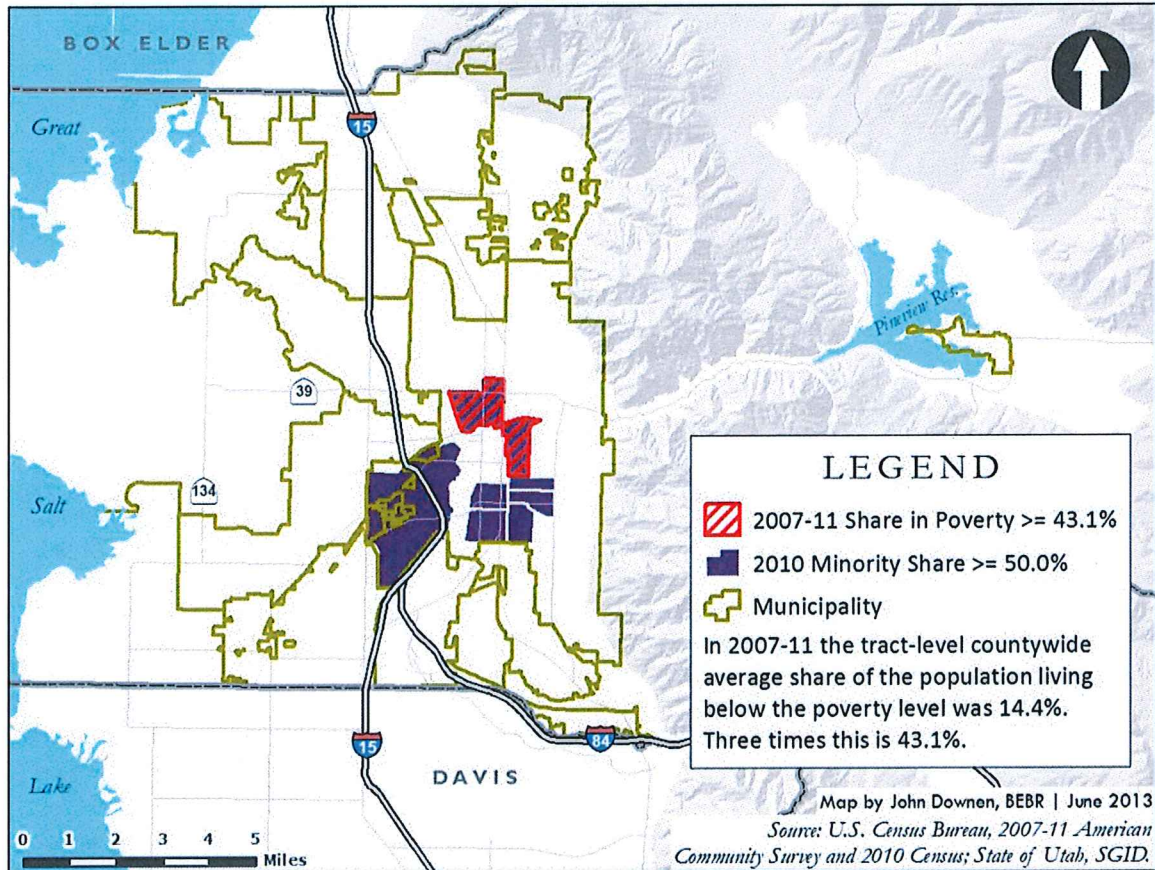 BOX ELDER
Great
15
39
Pineview Res.
134
Salt
LEGEND
2007-11 Share in Poverty >= 43.1%
2010 Minority Share >= 50.0%
Municipality
In 2007-11 the tract-level countywide
average share of the population living
below the poverty level was 14.4%.
Three times this is 43.1%.
15
84
DAVIS
Lake
Map by John Downen, BEBR | June 2013
Source: U.S. Census Bureau, 2007-11 American
Community Survey and 2010 Census; State of Utah, SGID.
0 1 2 3 4 5
Miles